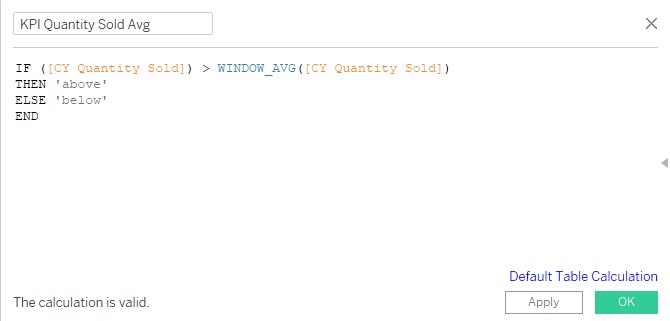 KPI Quantity Sold Avg
IF ([CY Quantity Sold]) > WINDOW_AVG([CY Quantity Sold])
THEN 'above'
ELSE 'below'
END
Default Table Calculation
The calculation is valid.
Apply
OK